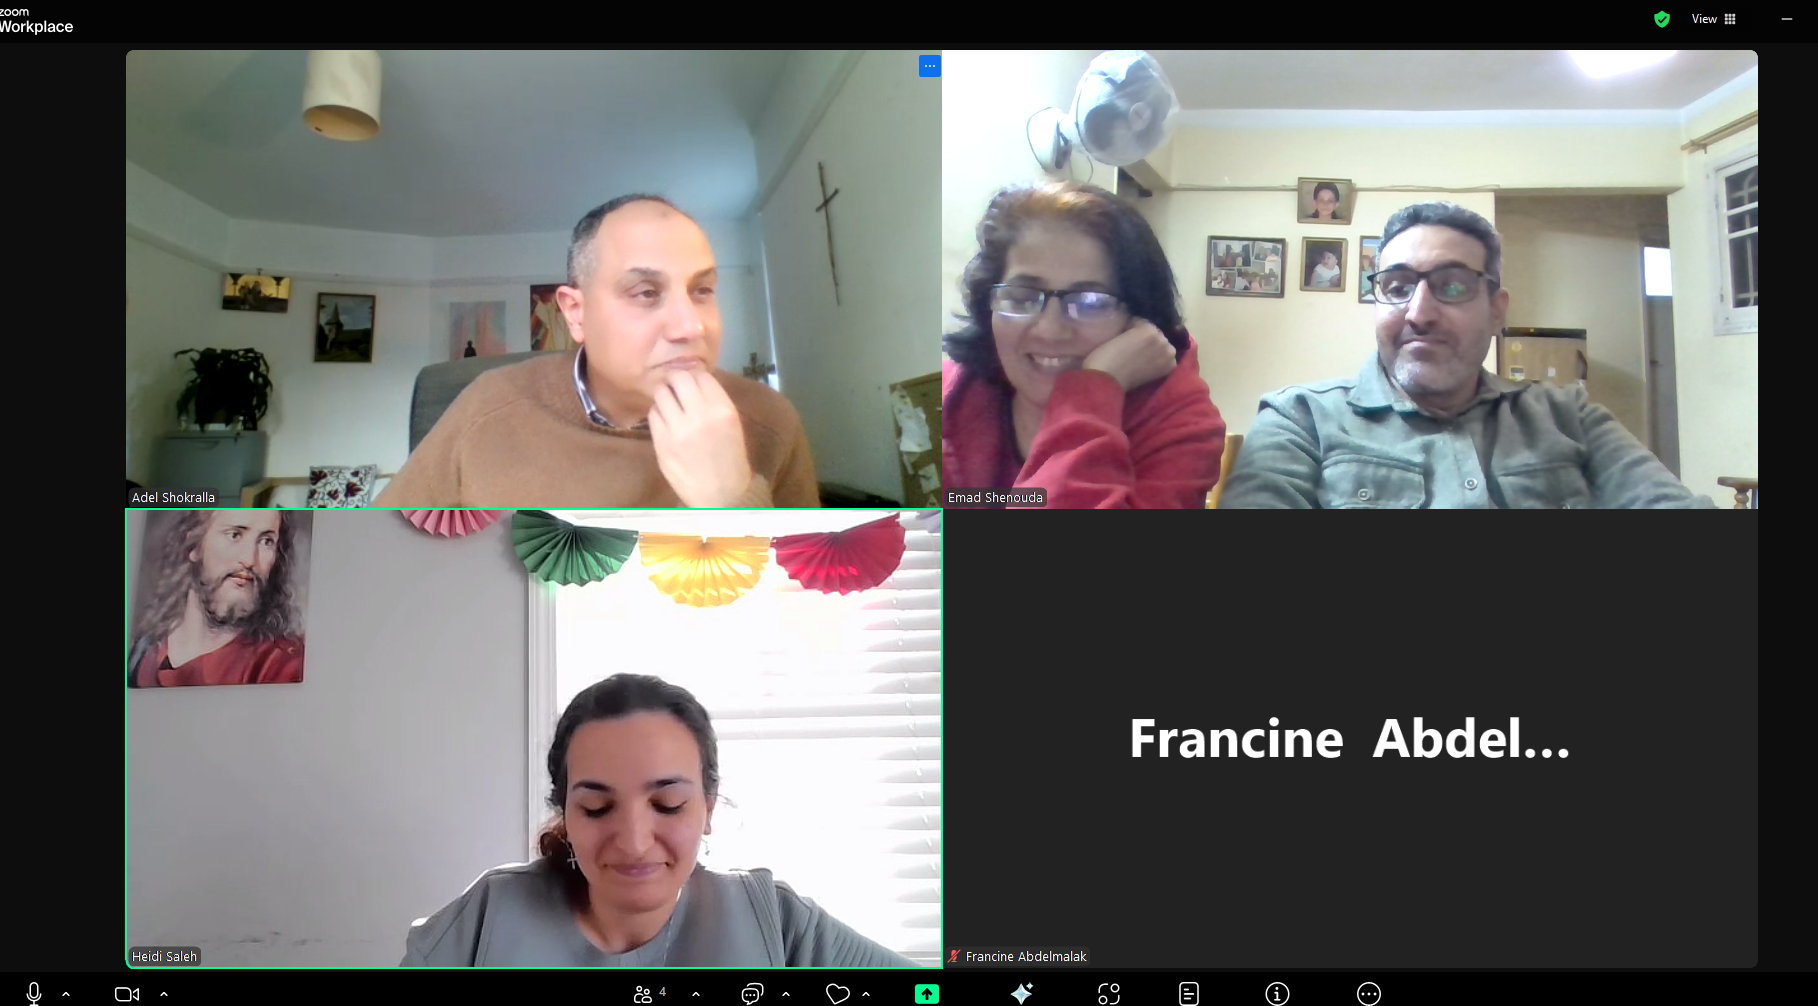 zoom
Workplace
View
Adel Shokralla
Emad Shenouda
Francine Abdel...
Heidi Saleh
Francine Abdelmalak
4